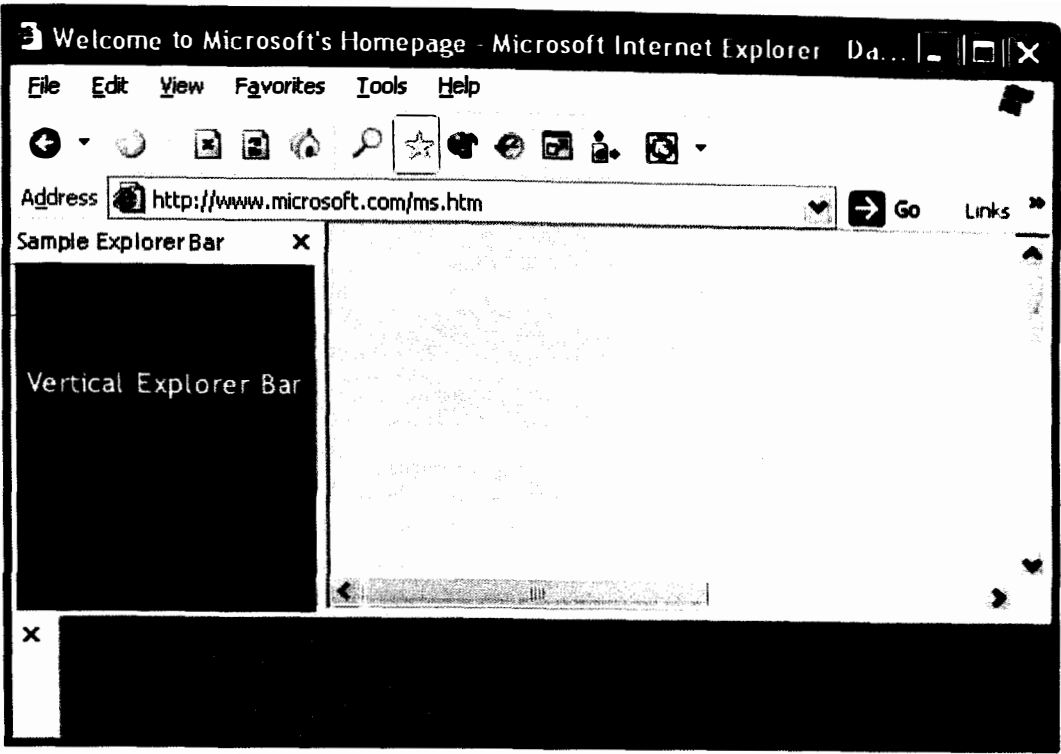 Welcome to Microsoft's Homepage - Microsoft Internet Explorer Da...
File Edit View Favorites Tools Help
Address http://www.microsoft.com/ms.htm Go Links »
Sample Explorer Bar
Vertical Explorer Bar